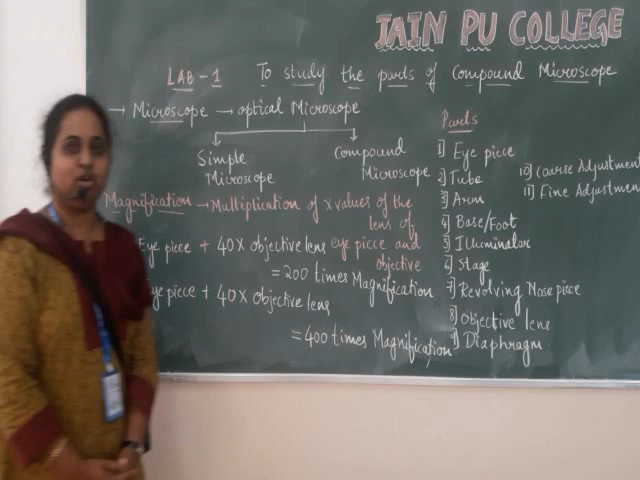 JAIN PU COLLEGE
LAB-1 To study the parts of Compound Microscope
→ Microscope → optical Microscope
Simple Microscope
Compound Microscope
Magnification → Multiplication of x values of the lens of eye piece and objective
Eye piece + 40x objective lens
= 200 times Magnification
eye piece + 40x objective lens
= 400 times Magnification
Parts
1] Eye piece
2] Tube
3] Arm
4] Base/Foot
5] Illuminator
6] Stage
7] Revolving Nose piece
8] Objective lens
9] Diaphragm
10] Coarse Adjustment
11] Fine Adjustment